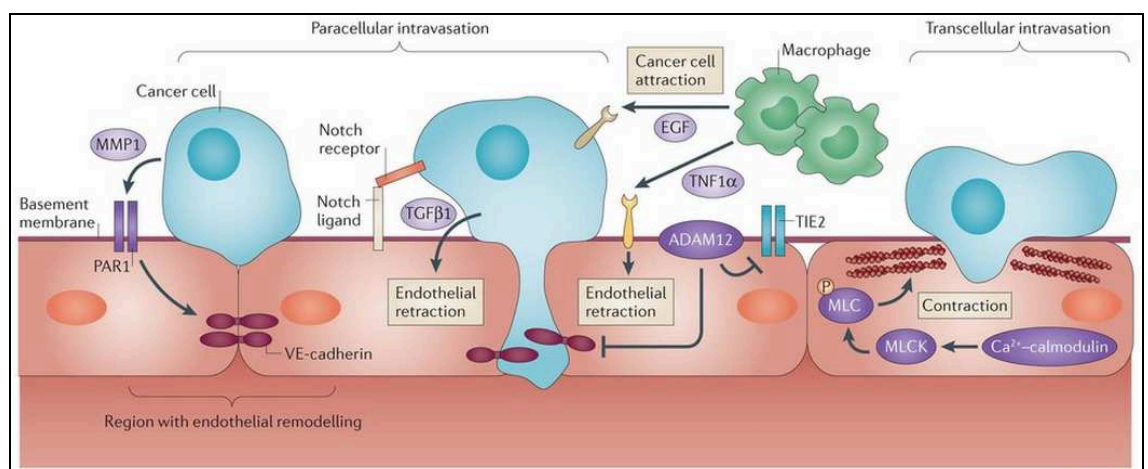 Paracellular intravasation
Transcellular intravasation
Cancer cell
Cancer cell
attraction
Macrophage
MMP1
Notch
receptor
EGF
TNF1α
Basement
membrane
Notch
ligand
TGFβ1
TIE2
ADAM12
PAR1
Endothelial
retraction
Endothelial
retraction
P
MLC
Contraction
VE-cadherin
MLCK
Ca²⁺–calmodulin
Region with endothelial remodelling